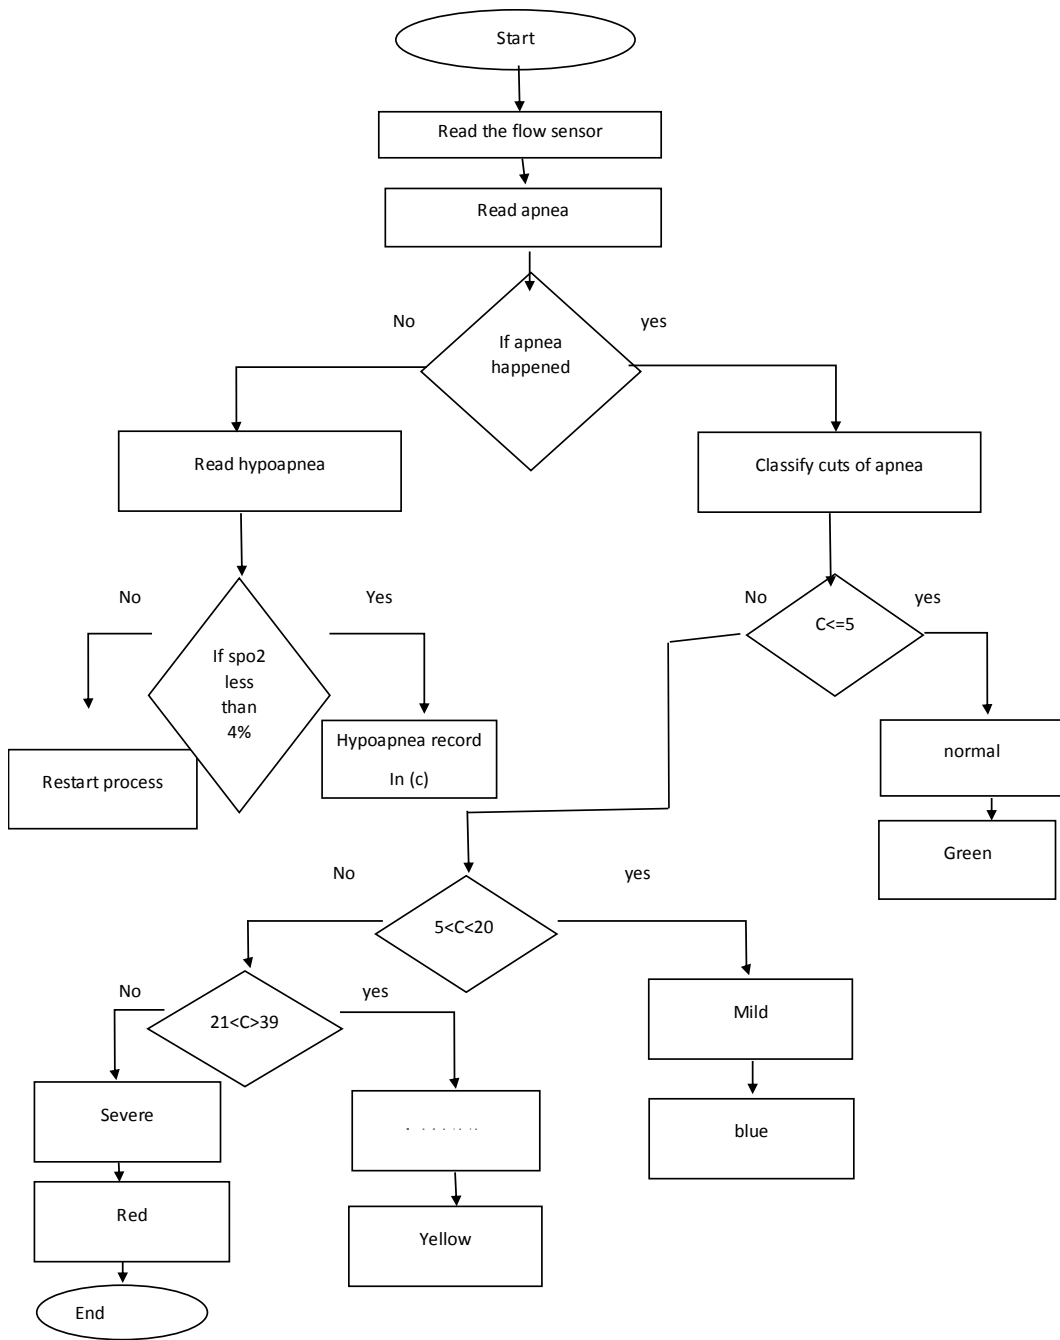 Start
Read the flow sensor
Read apnea
No
yes
If apnea
happened
Read hypoapnea
Classify cuts of apnea
No
Yes
No
yes
C<=5
If spo2
less
than
4%
Hypoapnea record
In (c)
Restart process
normal
Green
No
yes
5<C<20
No
yes
21<C>39
Mild
Severe
blue
Red
Yellow
End